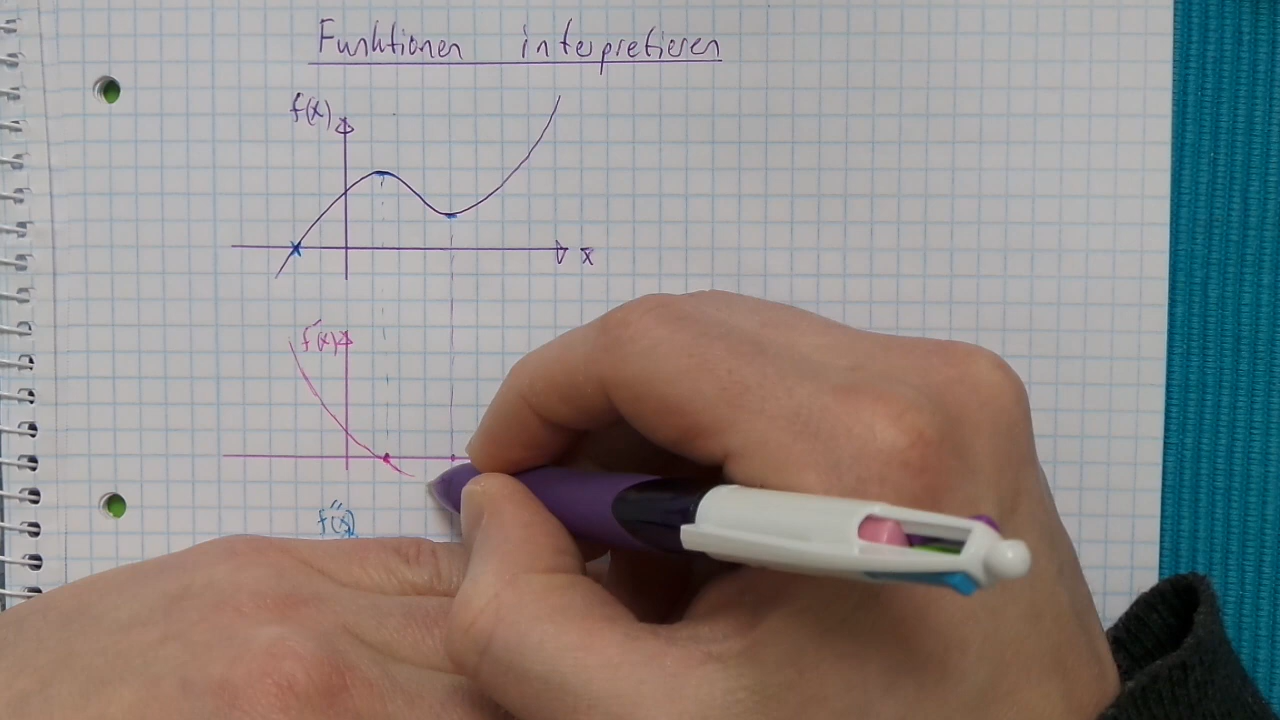 Funktionen interpretieren
f(x)
x
f'(x)
f''(x)